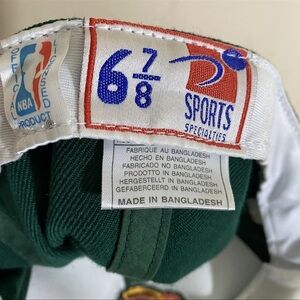 NBA
PRODUCT
6 7/8
SPORTS
SPECIALTIES
FABRIQUE AU BANGLADESH
HECHO EN BANGLADESH
FABRICADO NO BANGLADESH
PRODOTTO IN BANGLADESH
HERGESTELLT IN BANGLADESH
GEFABRICEERD IN BANGLADESH
MADE IN BANGLADESH